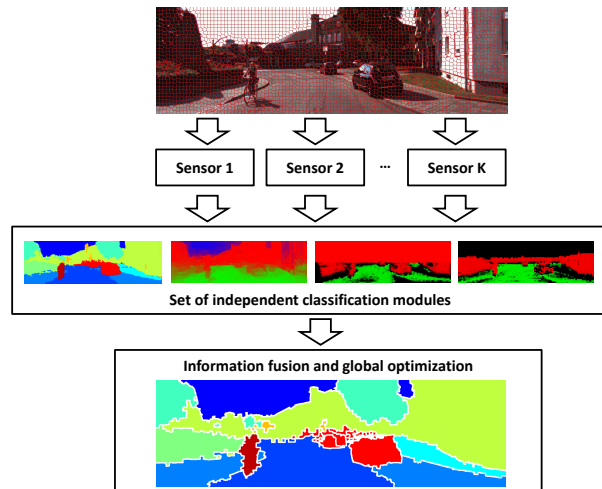 Sensor 1
Sensor 2
...
Sensor K
Set of independent classification modules
Information fusion and global optimization